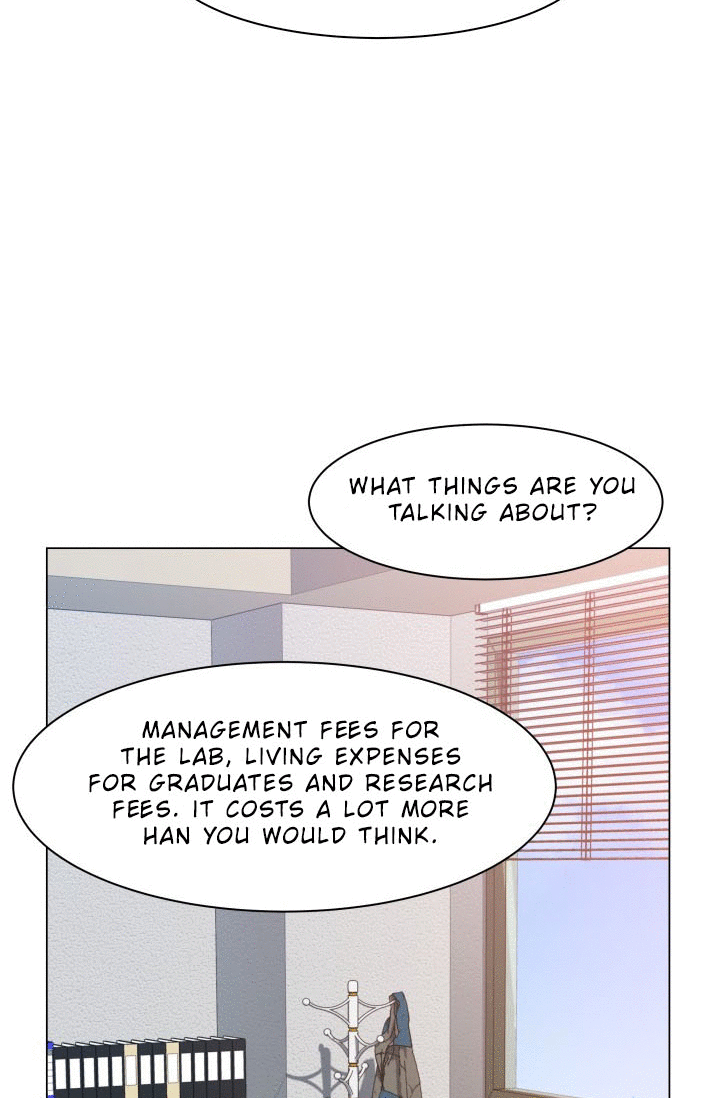 WHAT THINGS ARE YOU
TALKING ABOUT?
MANAGEMENT FEES FOR
THE LAB, LIVING EXPENSES
FOR GRADUATES AND RESEARCH
FEES. IT COSTS A LOT MORE
HAN YOU WOULD THINK.